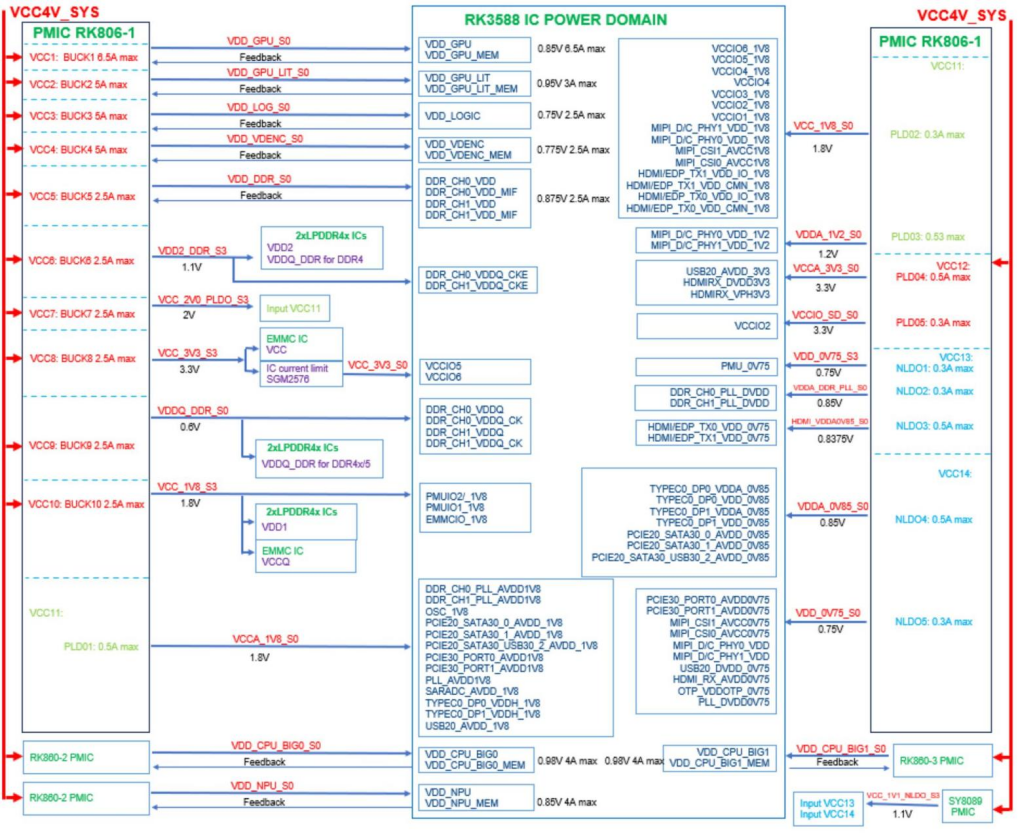 VCC4V_SYS
PMIC RK806-1
VCC1: BUCK1 6.5A max
VCC2: BUCK2 5A max
VCC3: BUCK3 5A max
VCC4: BUCK4 5A max
VCC5: BUCK5 2.5A max
VCC6: BUCK6 2.5A max
VCC7: BUCK7 2.5A max
VCC8: BUCK8 2.5A max
VCC9: BUCK9 2.5A max
VCC10: BUCK10 2.5A max
VCC11:
PLD01: 0.5A max
RK860-2 PMIC
RK860-2 PMIC
VDD_GPU_S0
Feedback
VDD_GPU_LIT_S0
Feedback
VDD_LOG_S0
Feedback
VDD_VDENC_S0
Feedback
VDD_DDR_S0
Feedback
VDD2_DDR_S3
1.1V
2xLPDDR4x ICs
VDD2
VDDQ_DDR for DDR4
VCC_2V0_PLDO_S3
2V
Input VCC11
VCC_3V3_S3
3.3V
EMMC IC
VCC
IC current limit
SGM2576
VCC_3V3_S0
VDDQ_DDR_S0
0.6V
2xLPDDR4x ICs
VDDQ_DDR for DDR4x/5
VCC_1V8_S3
1.8V
2xLPDDR4x ICs
VDD1
EMMC IC
VCCQ
VCCA_1V8_S0
1.8V
VDD_CPU_BIG0_S0
Feedback
VDD_NPU_S0
Feedback
RK3588 IC POWER DOMAIN
VDD_GPU
VDD_GPU_MEM
0.85V 6.5A max
VDD_GPU_LIT
VDD_GPU_LIT_MEM
0.95V 3A max
VDD_LOGIC
0.75V 2.5A max
VDD_VDENC
VDD_VDENC_MEM
0.775V 2.5A max
DDR_CH0_VDD
DDR_CH0_VDD_MIF
DDR_CH1_VDD
DDR_CH1_VDD_MIF
0.875V 2.5A max
DDR_CH0_VDDQ_CKE
DDR_CH1_VDDQ_CKE
VCCIO5
VCCIO6
DDR_CH0_VDDQ
DDR_CH0_VDDQ_CK
DDR_CH1_VDDQ
DDR_CH1_VDDQ_CK
PMUIO2/_1V8
PMUIO1_1V8
EMMCIO_1V8
DDR_CH0_PLL_AVDD1V8
DDR_CH1_PLL_AVDD1V8
OSC_1V8
PCIE20_SATA30_0_AVDD_1V8
PCIE20_SATA30_1_AVDD_1V8
PCIE20_SATA30_USB30_2_AVDD_1V8
PCIE30_PORT0_AVDD1V8
PCIE30_PORT1_AVDD1V8
PLL_AVDD1V8
SARADC_AVDD_1V8
TYPEC0_DP0_VDDH_1V8
TYPEC0_DP1_VDDH_1V8
USB20_AVDD_1V8
VDD_CPU_BIG0
VDD_CPU_BIG0_MEM
0.98V 4A max
VDD_NPU
VDD_NPU_MEM
0.85V 4A max
VCCIO6_1V8
VCCIO5_1V8
VCCIO4_1V8
VCCIO4
VCCIO3_1V8
VCCIO2_1V8
VCCIO1_1V8
MIPI_D/C_PHY1_VDD_1V8
MIPI_D/C_PHY0_VDD_1V8
MIPI_CSI1_AVCC1V8
MIPI_CSI0_AVCC1V8
HDMI/EDP_TX1_VDD_IO_1V8
HDMI/EDP_TX1_VDD_CMN_1V8
HDMI/EDP_TX0_VDD_IO_1V8
HDMI/EDP_TX0_VDD_CMN_1V8
MIPI_D/C_PHY0_VDD_1V2
MIPI_D/C_PHY1_VDD_1V2
USB20_AVDD_3V3
HDMIRX_DVDD3V3
HDMIRX_VPH3V3
VCCIO2
PMU_0V75
DDR_CH0_PLL_DVDD
DDR_CH1_PLL_DVDD
HDMI/EDP_TX0_VDD_0V75
HDMI/EDP_TX1_VDD_0V75
TYPEC0_DP0_VDDA_0V85
TYPEC0_DP0_VDD_0V85
TYPEC0_DP1_VDDA_0V85
TYPEC0_DP1_VDD_0V85
PCIE20_SATA30_0_AVDD_0V85
PCIE20_SATA30_1_AVDD_0V85
PCIE20_SATA30_USB30_2_AVDD_0V85
PCIE30_PORT0_AVDD0V75
PCIE30_PORT1_AVDD0V75
MIPI_CSI1_AVCC0V75
MIPI_CSI0_AVCC0V75
MIPI_D/C_PHY0_VDD
MIPI_D/C_PHY1_VDD
USB20_DVDD_0V75
HDMI_RX_AVDD0V75
OTP_VDDOTP_0V75
PLL_DVDD0V75
0.98V 4A max
VDD_CPU_BIG1
VDD_CPU_BIG1_MEM
VCC_1V8_S0
1.8V
VDDA_1V2_S0
1.2V
VCCA_3V3_S0
3.3V
VCCIO_SD_S0
3.3V
VDD_0V75_S3
0.75V
VDDA_DDR_PLL_S0
0.85V
HDMI_VDDA0V85_S0
0.8375V
VDDA_0V85_S0
0.85V
VDD_0V75_S0
0.75V
VDD_CPU_BIG1_S0
Feedback
Input VCC13
Input VCC14
VCC_1V1_NLDO_S3
1.1V
VCC4V_SYS
PMIC RK806-1
VCC11:
PLD02: 0.3A max
PLD03: 0.53 max
VCC12:
PLD04: 0.5A max
PLD05: 0.3A max
VCC13:
NLDO1: 0.3A max
NLDO2: 0.3A max
NLDO3: 0.5A max
VCC14:
NLDO4: 0.5A max
NLDO5: 0.3A max
RK860-3 PMIC
SY8089
PMIC